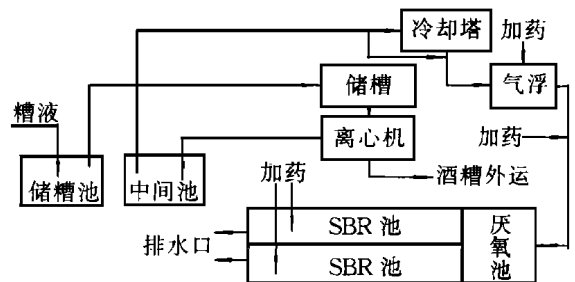 冷却塔
加药
储槽
气浮
糟液
离心机
加药
储糟池
中间池
加药
酒糟外运
SBR 池
厌氧池
排水口
SBR 池